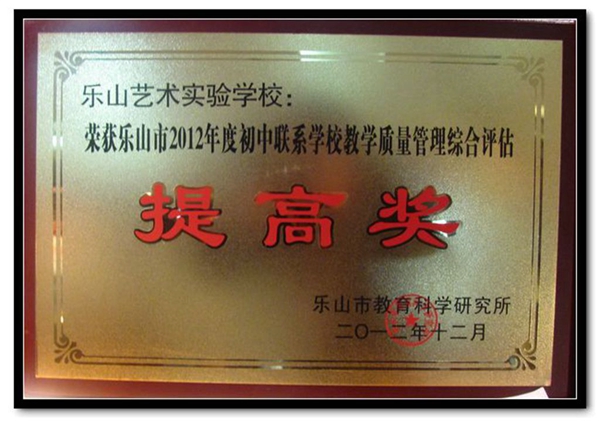 乐山艺术实验学校：
荣获乐山市2012年度初中联系学校教学质量管理综合评估
提高奖
乐山市教育科学研究所
二〇一二年十二月